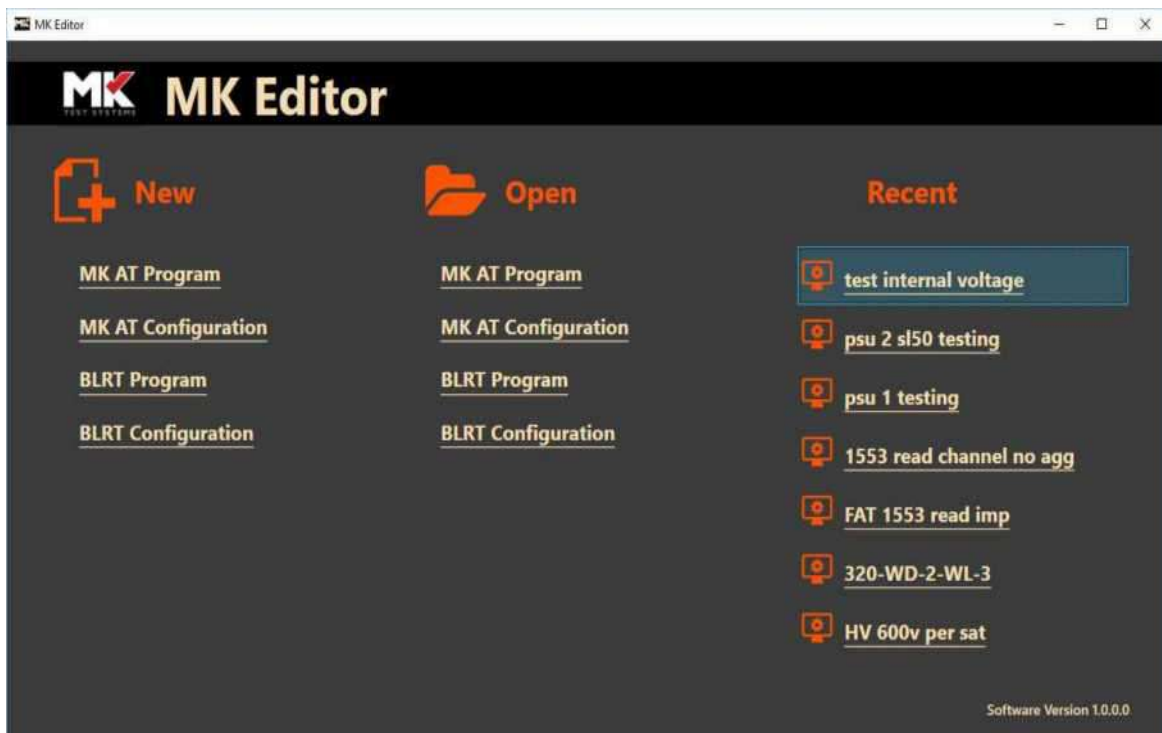 MK Editor
MK
TEST SYSTEMS
MK Editor
New
MK AT Program
MK AT Configuration
BLRT Program
BLRT Configuration
Open
MK AT Program
MK AT Configuration
BLRT Program
BLRT Configuration
Recent
test internal voltage
psu 2 sl50 testing
psu 1 testing
1553 read channel no agg
FAT 1553 read imp
320-WD-2-WL-3
HV 600v per sat
Software Version 1.0.0.0